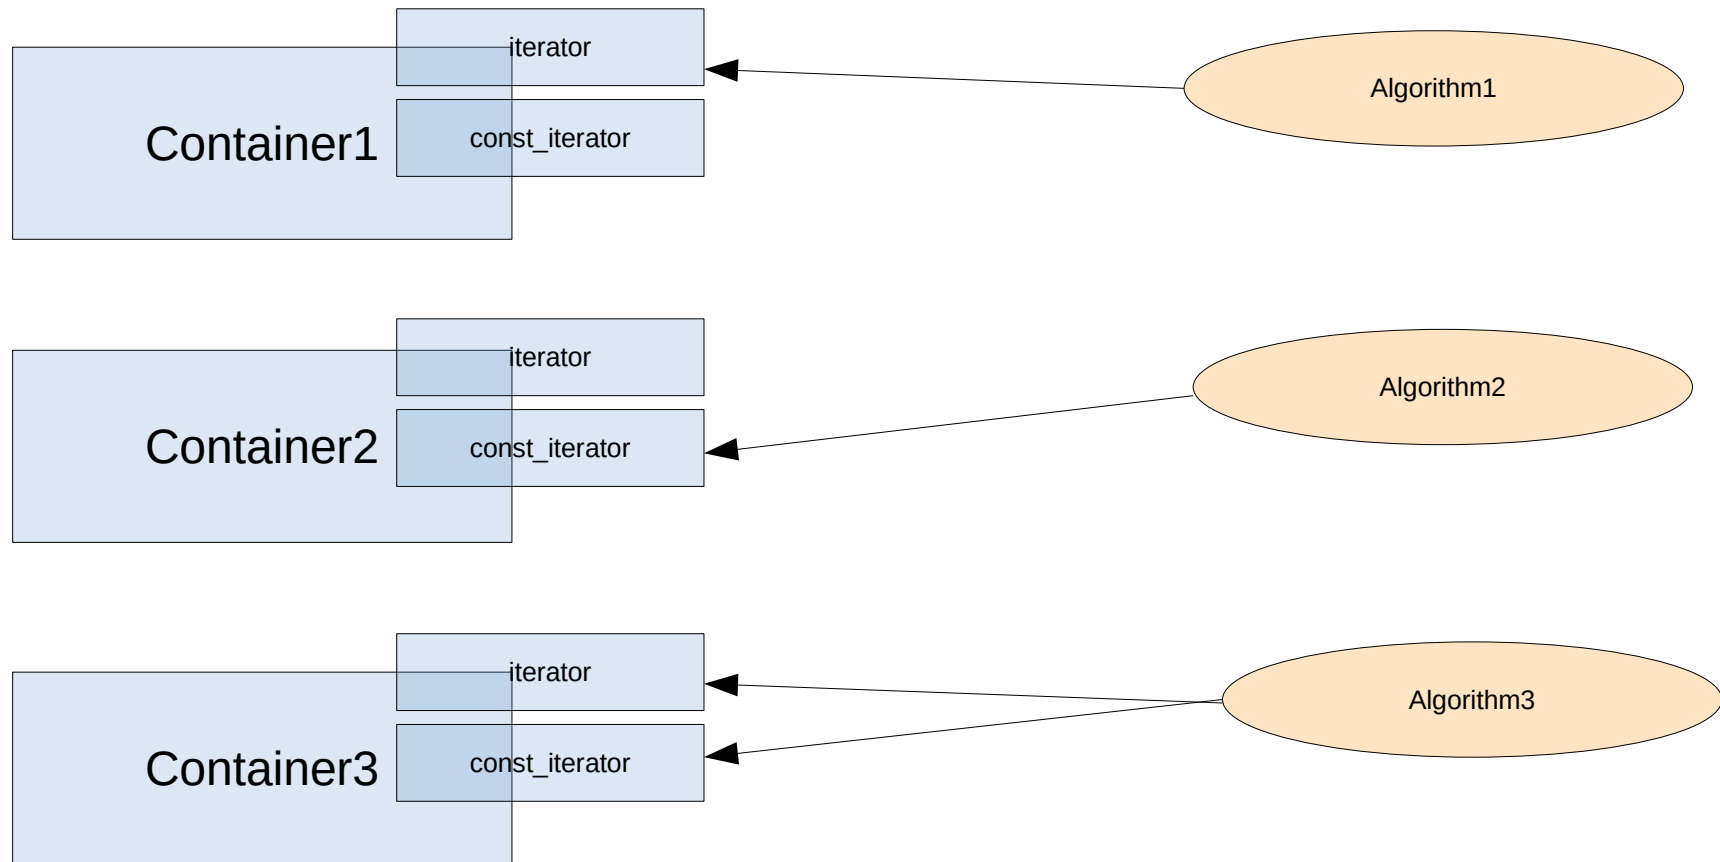 iterator
Container1
const_iterator
Algorithm1
iterator
Container2
const_iterator
Algorithm2
iterator
Container3
const_iterator
Algorithm3